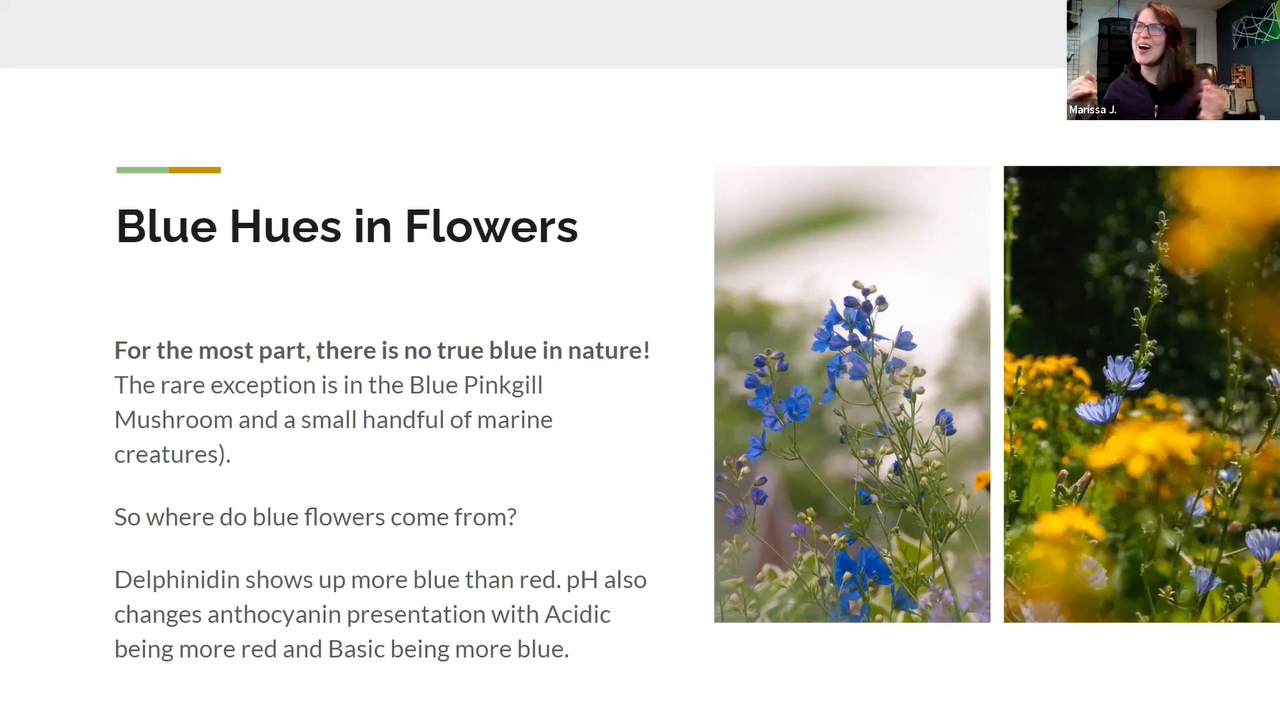 Marissa J.
Blue Hues in Flowers
For the most part, there is no true blue in nature!
The rare exception is in the Blue Pinkgill
Mushroom and a small handful of marine
creatures).
So where do blue flowers come from?
Delphinidin shows up more blue than red. pH also
changes anthocyanin presentation with Acidic
being more red and Basic being more blue.